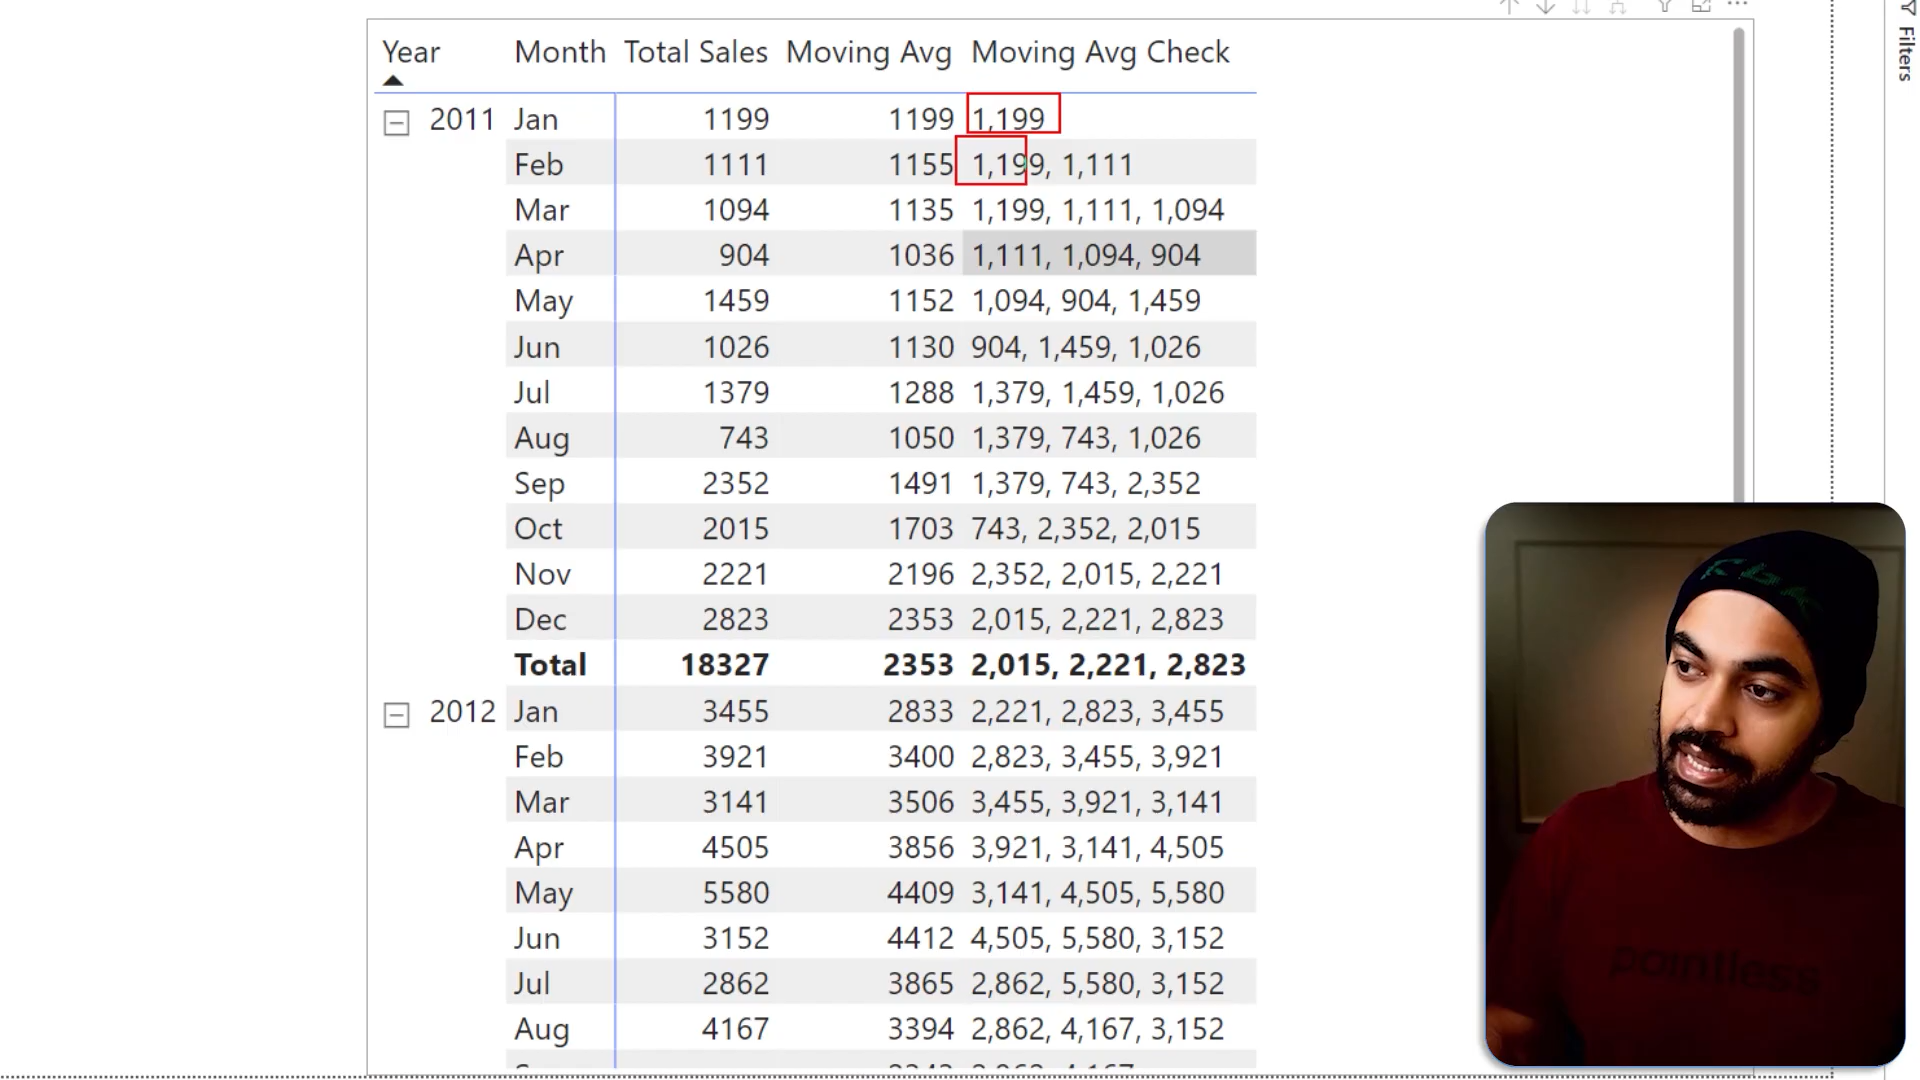 Filters
Year Month Total Sales Moving Avg Moving Avg Check
2011 Jan 1199 1199 1,199
Feb 1111 1155 1,199, 1,111
Mar 1094 1135 1,199, 1,111, 1,094
Apr 904 1036 1,111, 1,094, 904
May 1459 1152 1,094, 904, 1,459
Jun 1026 1130 904, 1,459, 1,026
Jul 1379 1288 1,379, 1,459, 1,026
Aug 743 1050 1,379, 743, 1,026
Sep 2352 1491 1,379, 743, 2,352
Oct 2015 1703 743, 2,352, 2,015
Nov 2221 2196 2,352, 2,015, 2,221
Dec 2823 2353 2,015, 2,221, 2,823
Total 18327 2353 2,015, 2,221, 2,823
2012 Jan 3455 2833 2,221, 2,823, 3,455
Feb 3921 3400 2,823, 3,455, 3,921
Mar 3141 3506 3,455, 3,921, 3,141
Apr 4505 3856 3,921, 3,141, 4,505
May 5580 4409 3,141, 4,505, 5,580
Jun 3152 4412 4,505, 5,580, 3,152
Jul 2862 3865 2,862, 5,580, 3,152
Aug 4167 3394 2,862, 4,167, 3,152
pointless